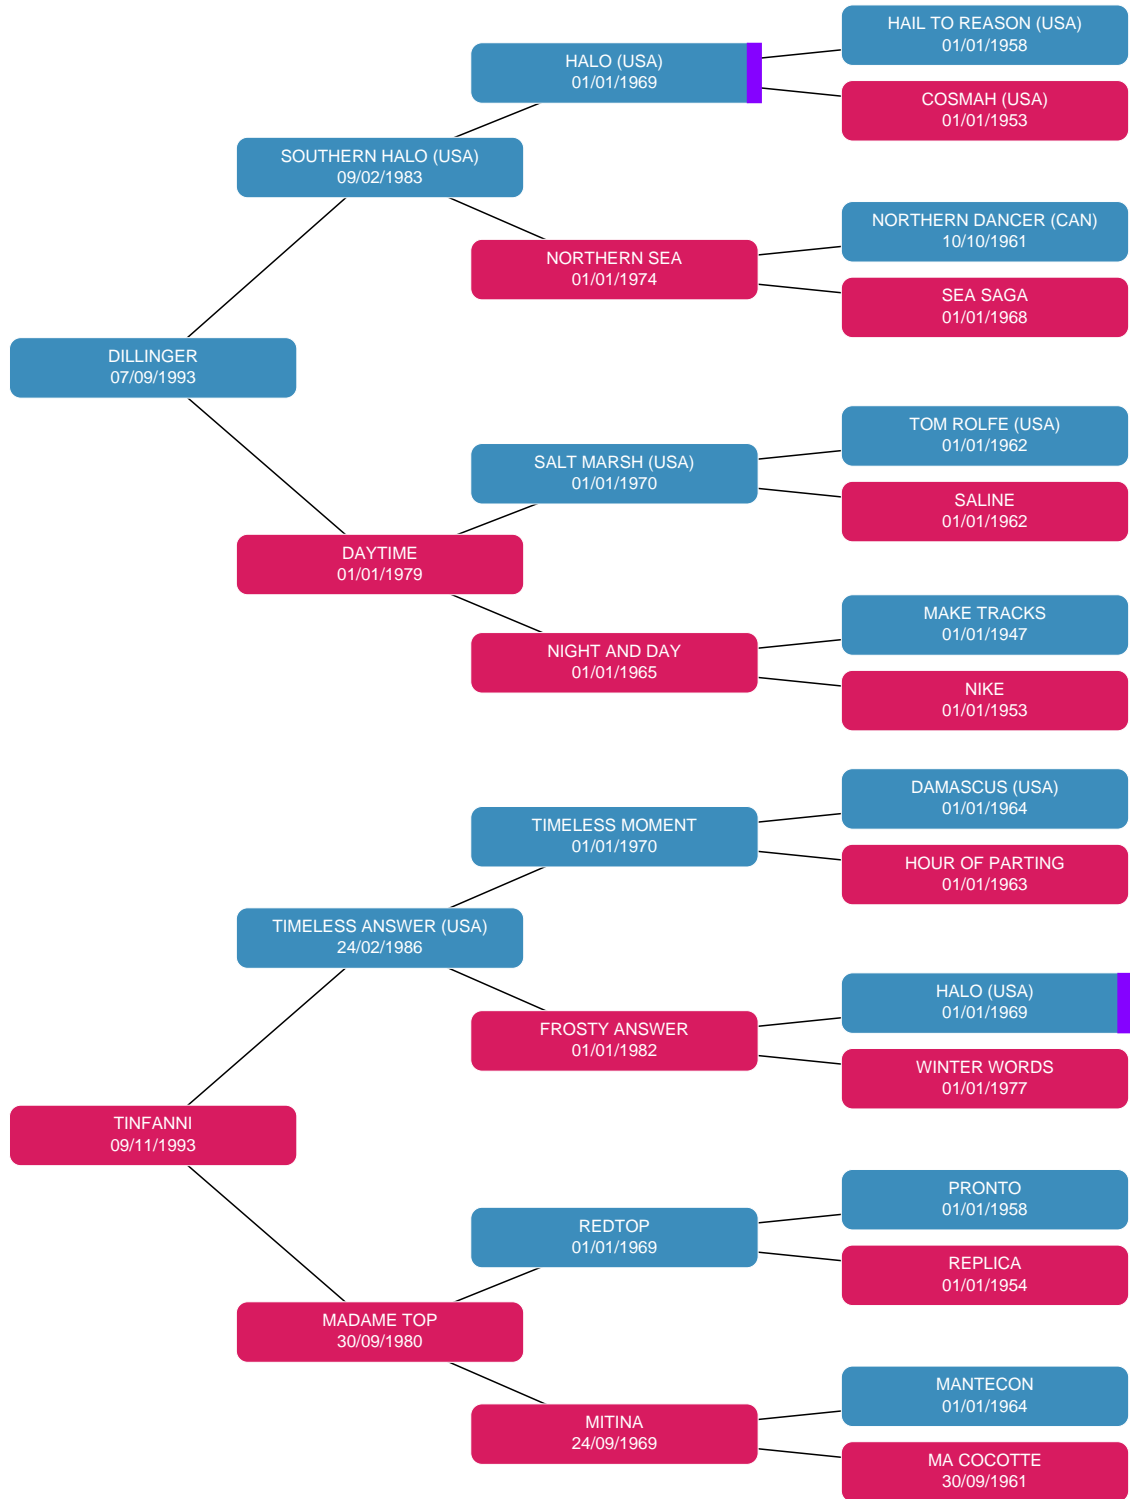 HAIL TO REASON (USA)
01/01/1958
HALO (USA)
01/01/1969
COSMAH (USA)
01/01/1953
SOUTHERN HALO (USA)
09/02/1983
NORTHERN DANCER (CAN)
10/10/1961
NORTHERN SEA
01/01/1974
SEA SAGA
01/01/1968
DILLINGER
07/09/1993
TOM ROLFE (USA)
01/01/1962
SALT MARSH (USA)
01/01/1970
SALINE
01/01/1962
DAYTIME
01/01/1979
MAKE TRACKS
01/01/1947
NIGHT AND DAY
01/01/1965
NIKE
01/01/1953
DAMASCUS (USA)
01/01/1964
TIMELESS MOMENT
01/01/1970
HOUR OF PARTING
01/01/1963
TIMELESS ANSWER (USA)
24/02/1986
HALO (USA)
01/01/1969
FROSTY ANSWER
01/01/1982
WINTER WORDS
01/01/1977
TINFANNI
09/11/1993
PRONTO
01/01/1958
REDTOP
01/01/1969
REPLICA
01/01/1954
MADAME TOP
30/09/1980
MANTECON
01/01/1964
MITINA
24/09/1969
MA COCOTTE
30/09/1961